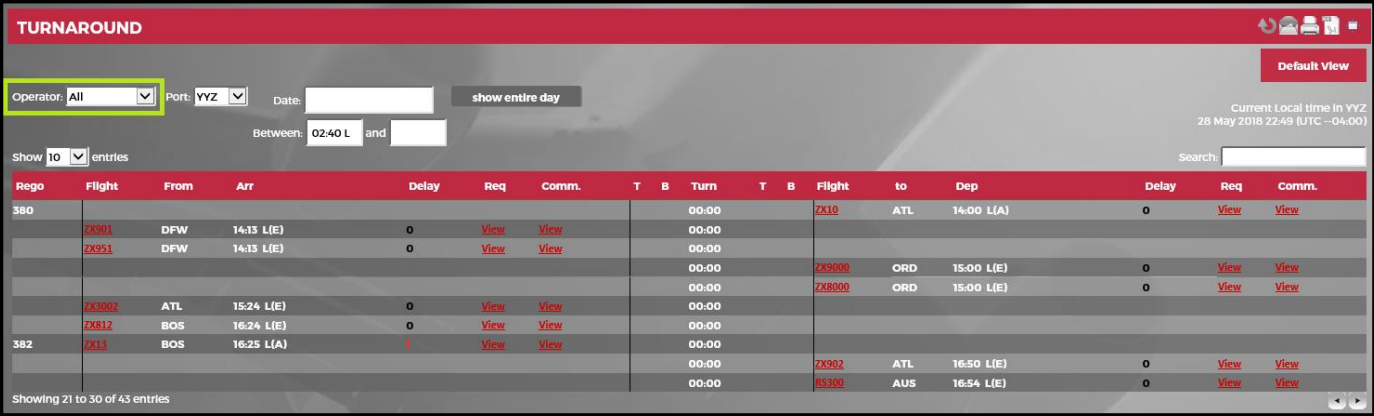 TURNAROUND
Default View
Operator: All Port: YYZ Date: show entire day
Current Local time in YYZ
28 May 2018 22:49 (UTC --04:00)
Between: 02:40 L and
Show 10 entries Search:
Rego Flight From Arr Delay Req Comm. T B Turn T B Flight to Dep Delay Req Comm.
380 00:00 ZX10 ATL 14:00 L(A) 0 View View
ZX901 DFW 14:13 L(E) 0 View View 00:00
ZX951 DFW 14:13 L(E) 0 View View 00:00
00:00 ZX9000 ORD 15:00 L(E) 0 View View
00:00 ZX8000 ORD 15:00 L(E) 0 View View
ZX3002 ATL 15:24 L(E) 0 View View 00:00
ZX812 BOS 16:24 L(E) 0 View View 00:00
382 ZX13 BOS 16:25 L(A) 1 View View 00:00
00:00 ZX902 ATL 16:50 L(E) 0 View View
00:00 RS300 AUS 16:54 L(E) 0 View View
Showing 21 to 30 of 43 entries